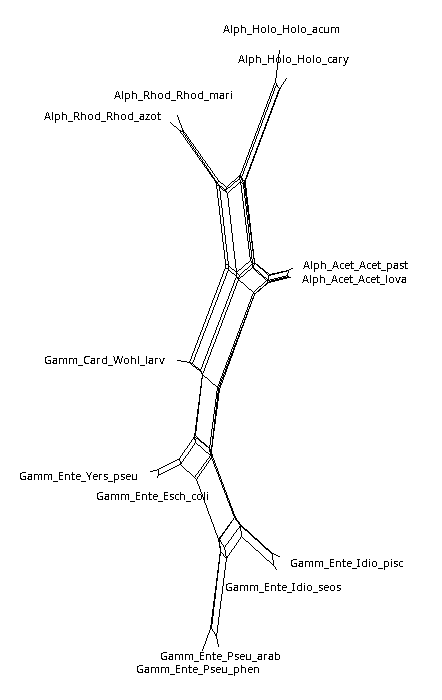 Alph_Holo_Holo_acum
Alph_Holo_Holo_cary
Alph_Rhod_Rhod_mari
Alph_Rhod_Rhod_azot
Alph_Acet_Acet_past
Alph_Acet_Acet_lova
Gamm_Card_Wohl_larv
Gamm_Ente_Yers_pseu
Gamm_Ente_Esch_coli
Gamm_Ente_Idio_pisc
Gamm_Ente_Idio_seos
Gamm_Ente_Pseu_arab
Gamm_Ente_Pseu_phen